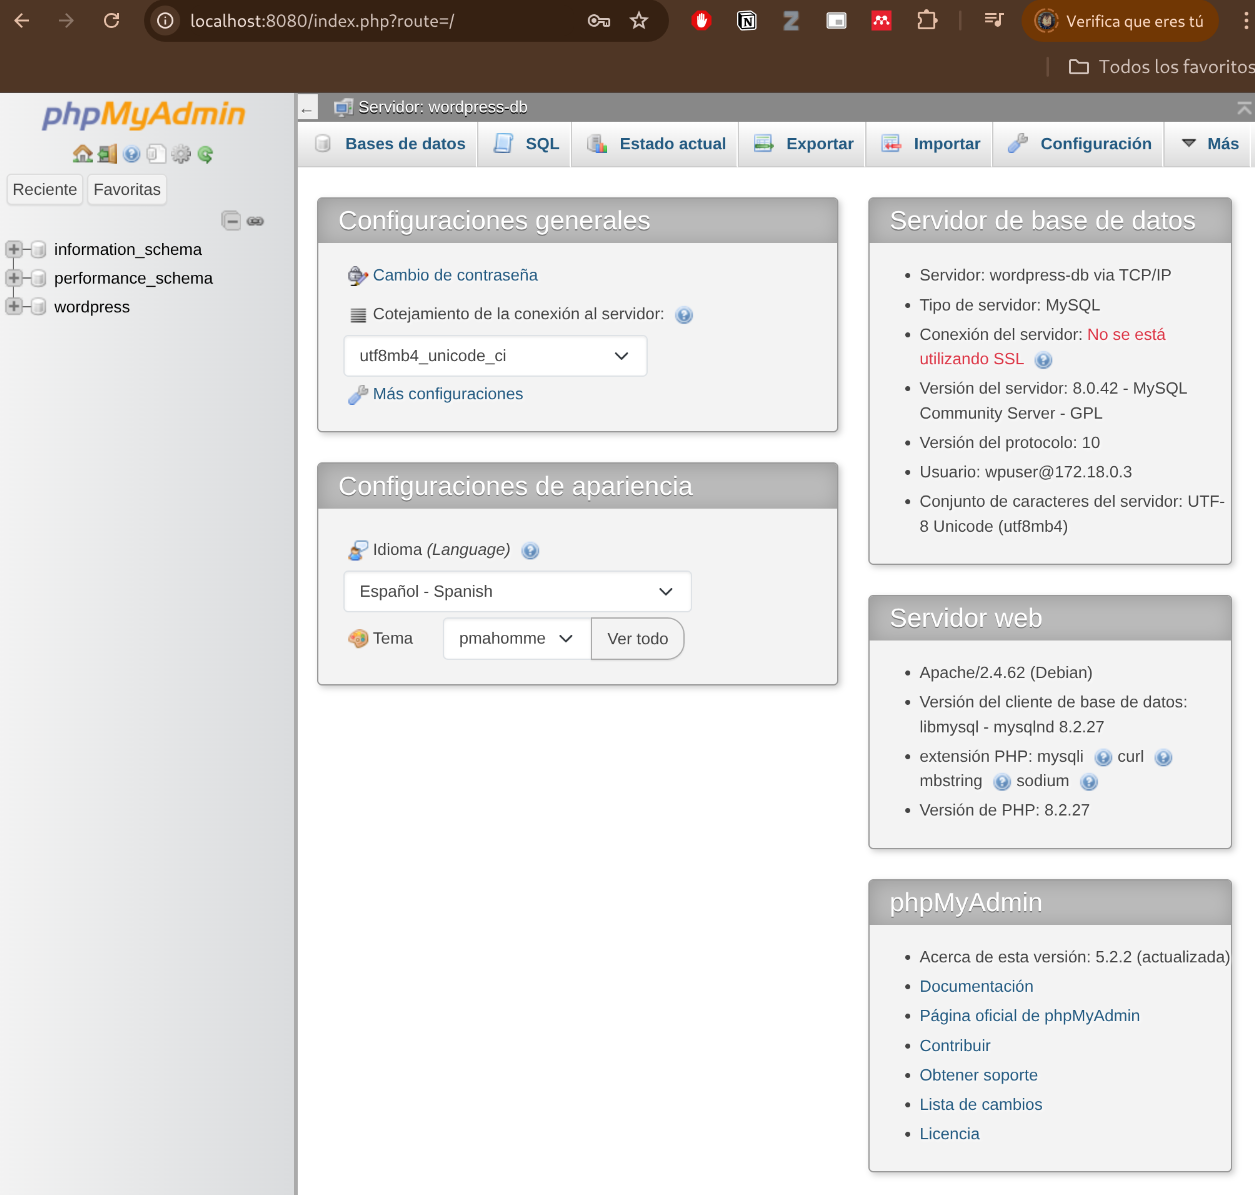 localhost:8080/index.php?route=/
Verifica que eres tú
Todos los favoritos
phpMyAdmin
Reciente
Favoritas
information_schema
performance_schema
wordpress
Servidor: wordpress-db
Bases de datos
SQL
Estado actual
Exportar
Importar
Configuración
Más
Configuraciones generales
Cambio de contraseña
Cotejamiento de la conexión al servidor:
utf8mb4_unicode_ci
Más configuraciones
Configuraciones de apariencia
Idioma (Language)
Español - Spanish
Tema
pmahomme
Ver todo
Servidor de base de datos
Servidor: wordpress-db via TCP/IP
Tipo de servidor: MySQL
Conexión del servidor: No se está
utilizando SSL
Versión del servidor: 8.0.42 - MySQL
Community Server - GPL
Versión del protocolo: 10
Usuario: wpuser@172.18.0.3
Conjunto de caracteres del servidor: UTF-
8 Unicode (utf8mb4)
Servidor web
Apache/2.4.62 (Debian)
Versión del cliente de base de datos:
libmysql - mysqlnd 8.2.27
extensión PHP: mysqli curl
mbstring sodium
Versión de PHP: 8.2.27
phpMyAdmin
Acerca de esta versión: 5.2.2 (actualizada)
Documentación
Página oficial de phpMyAdmin
Contribuir
Obtener soporte
Lista de cambios
Licencia